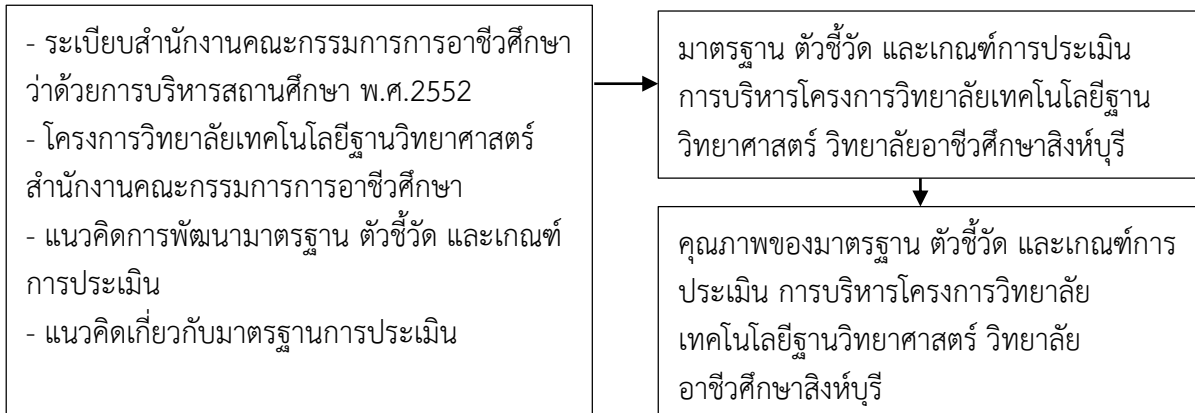 - ระเบียบสำนักงานคณะกรรมการการอาชีวศึกษา
ว่าด้วยการบริหารสถานศึกษา พ.ศ.2552
- โครงการวิทยาลัยเทคโนโลยีฐานวิทยาศาสตร์
สำนักงานคณะกรรมการการอาชีวศึกษา
- แนวคิดการพัฒนามาตรฐาน ตัวชี้วัด และเกณฑ์
การประเมิน
- แนวคิดเกี่ยวกับมาตรฐานการประเมิน
มาตรฐาน ตัวชี้วัด และเกณฑ์การประเมิน
การบริหารโครงการวิทยาลัยเทคโนโลยีฐาน
วิทยาศาสตร์ วิทยาลัยอาชีวศึกษาสิงห์บุรี
คุณภาพของมาตรฐาน ตัวชี้วัด และเกณฑ์การ
ประเมิน การบริหารโครงการวิทยาลัย
เทคโนโลยีฐานวิทยาศาสตร์ วิทยาลัย
อาชีวศึกษาสิงห์บุรี